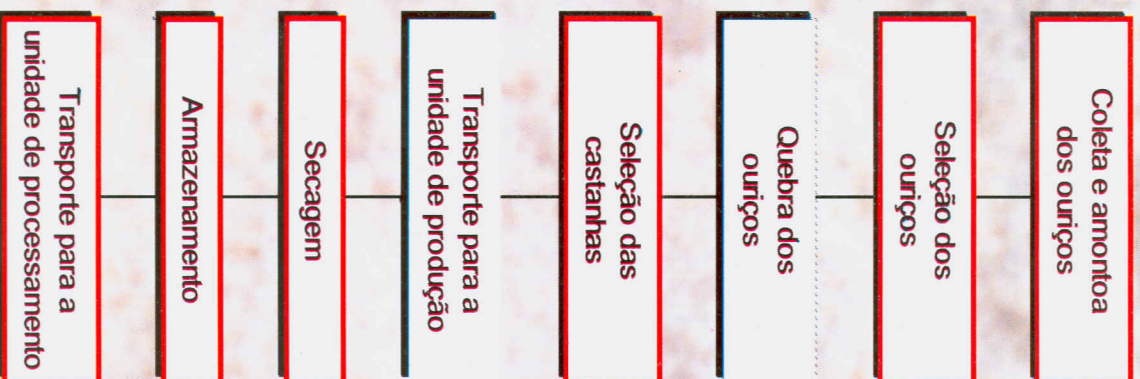 Coleta e amontoa
dos ouriços
Seleção dos
ouriços
Quebra dos
ouriços
Seleção das
castanhas
Transporte para a
unidade de produção
Secagem
Armazenamento
Transporte para a
unidade de processamento